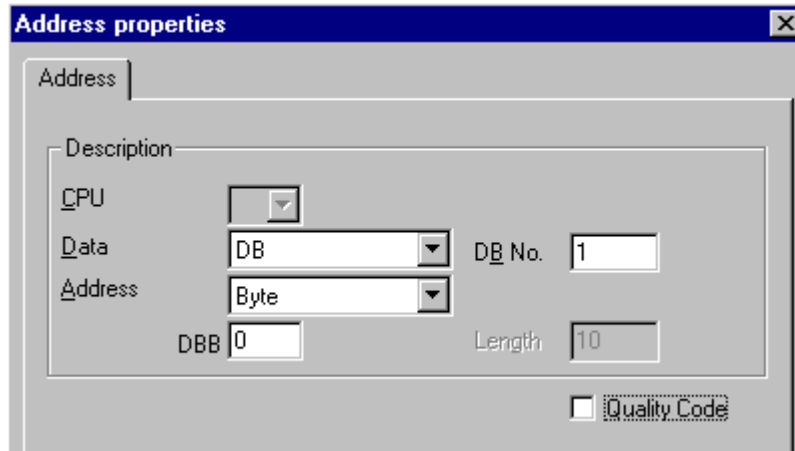 Address properties
Address
Description
CPU
Data DB DB No. 1
Address Byte
DBB 0 Length 10
Quality Code